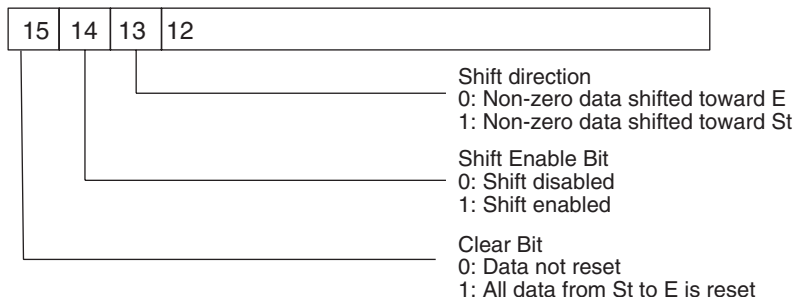 15 14 13 12
Shift direction
0: Non-zero data shifted toward E
1: Non-zero data shifted toward St
Shift Enable Bit
0: Shift disabled
1: Shift enabled
Clear Bit
0: Data not reset
1: All data from St to E is reset